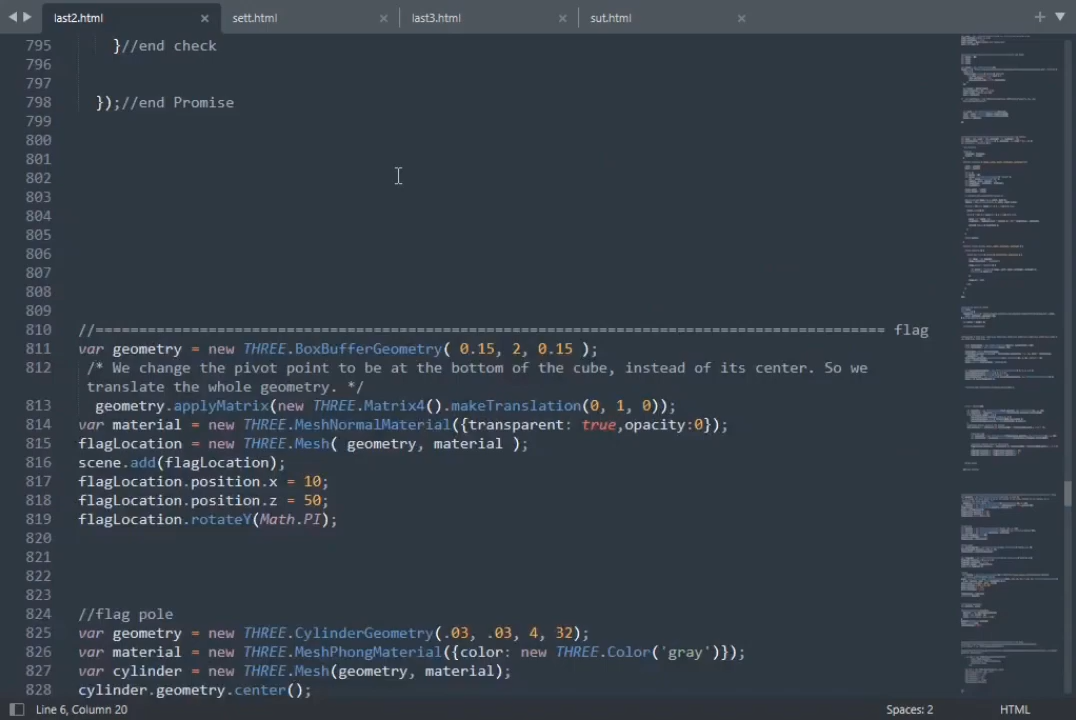 last2.html × sett.html × last3.html × sut.html × +
795 }//end check
796
797
798 });//end Promise
799
800
801
802
803
804
805
806
807
808
809
810 //=========================================================================================== flag
811 var geometry = new THREE.BoxBufferGeometry( 0.15, 2, 0.15 );
812 /* We change the pivot point to be at the bottom of the cube, instead of its center. So we
translate the whole geometry. */
813 geometry.applyMatrix(new THREE.Matrix4().makeTranslation(0, 1, 0));
814 var material = new THREE.MeshNormalMaterial({transparent: true,opacity:0});
815 flagLocation = new THREE.Mesh( geometry, material );
816 scene.add(flagLocation);
817 flagLocation.position.x = 10;
818 flagLocation.position.z = 50;
819 flagLocation.rotateY(Math.PI);
820
821
822
823
824 //flag pole
825 var geometry = new THREE.CylinderGeometry(.03, .03, 4, 32);
826 var material = new THREE.MeshPhongMaterial({color: new THREE.Color('gray')});
827 var cylinder = new THREE.Mesh(geometry, material);
828 cylinder.geometry.center();
Line 6, Column 20 Spaces: 2 HTML